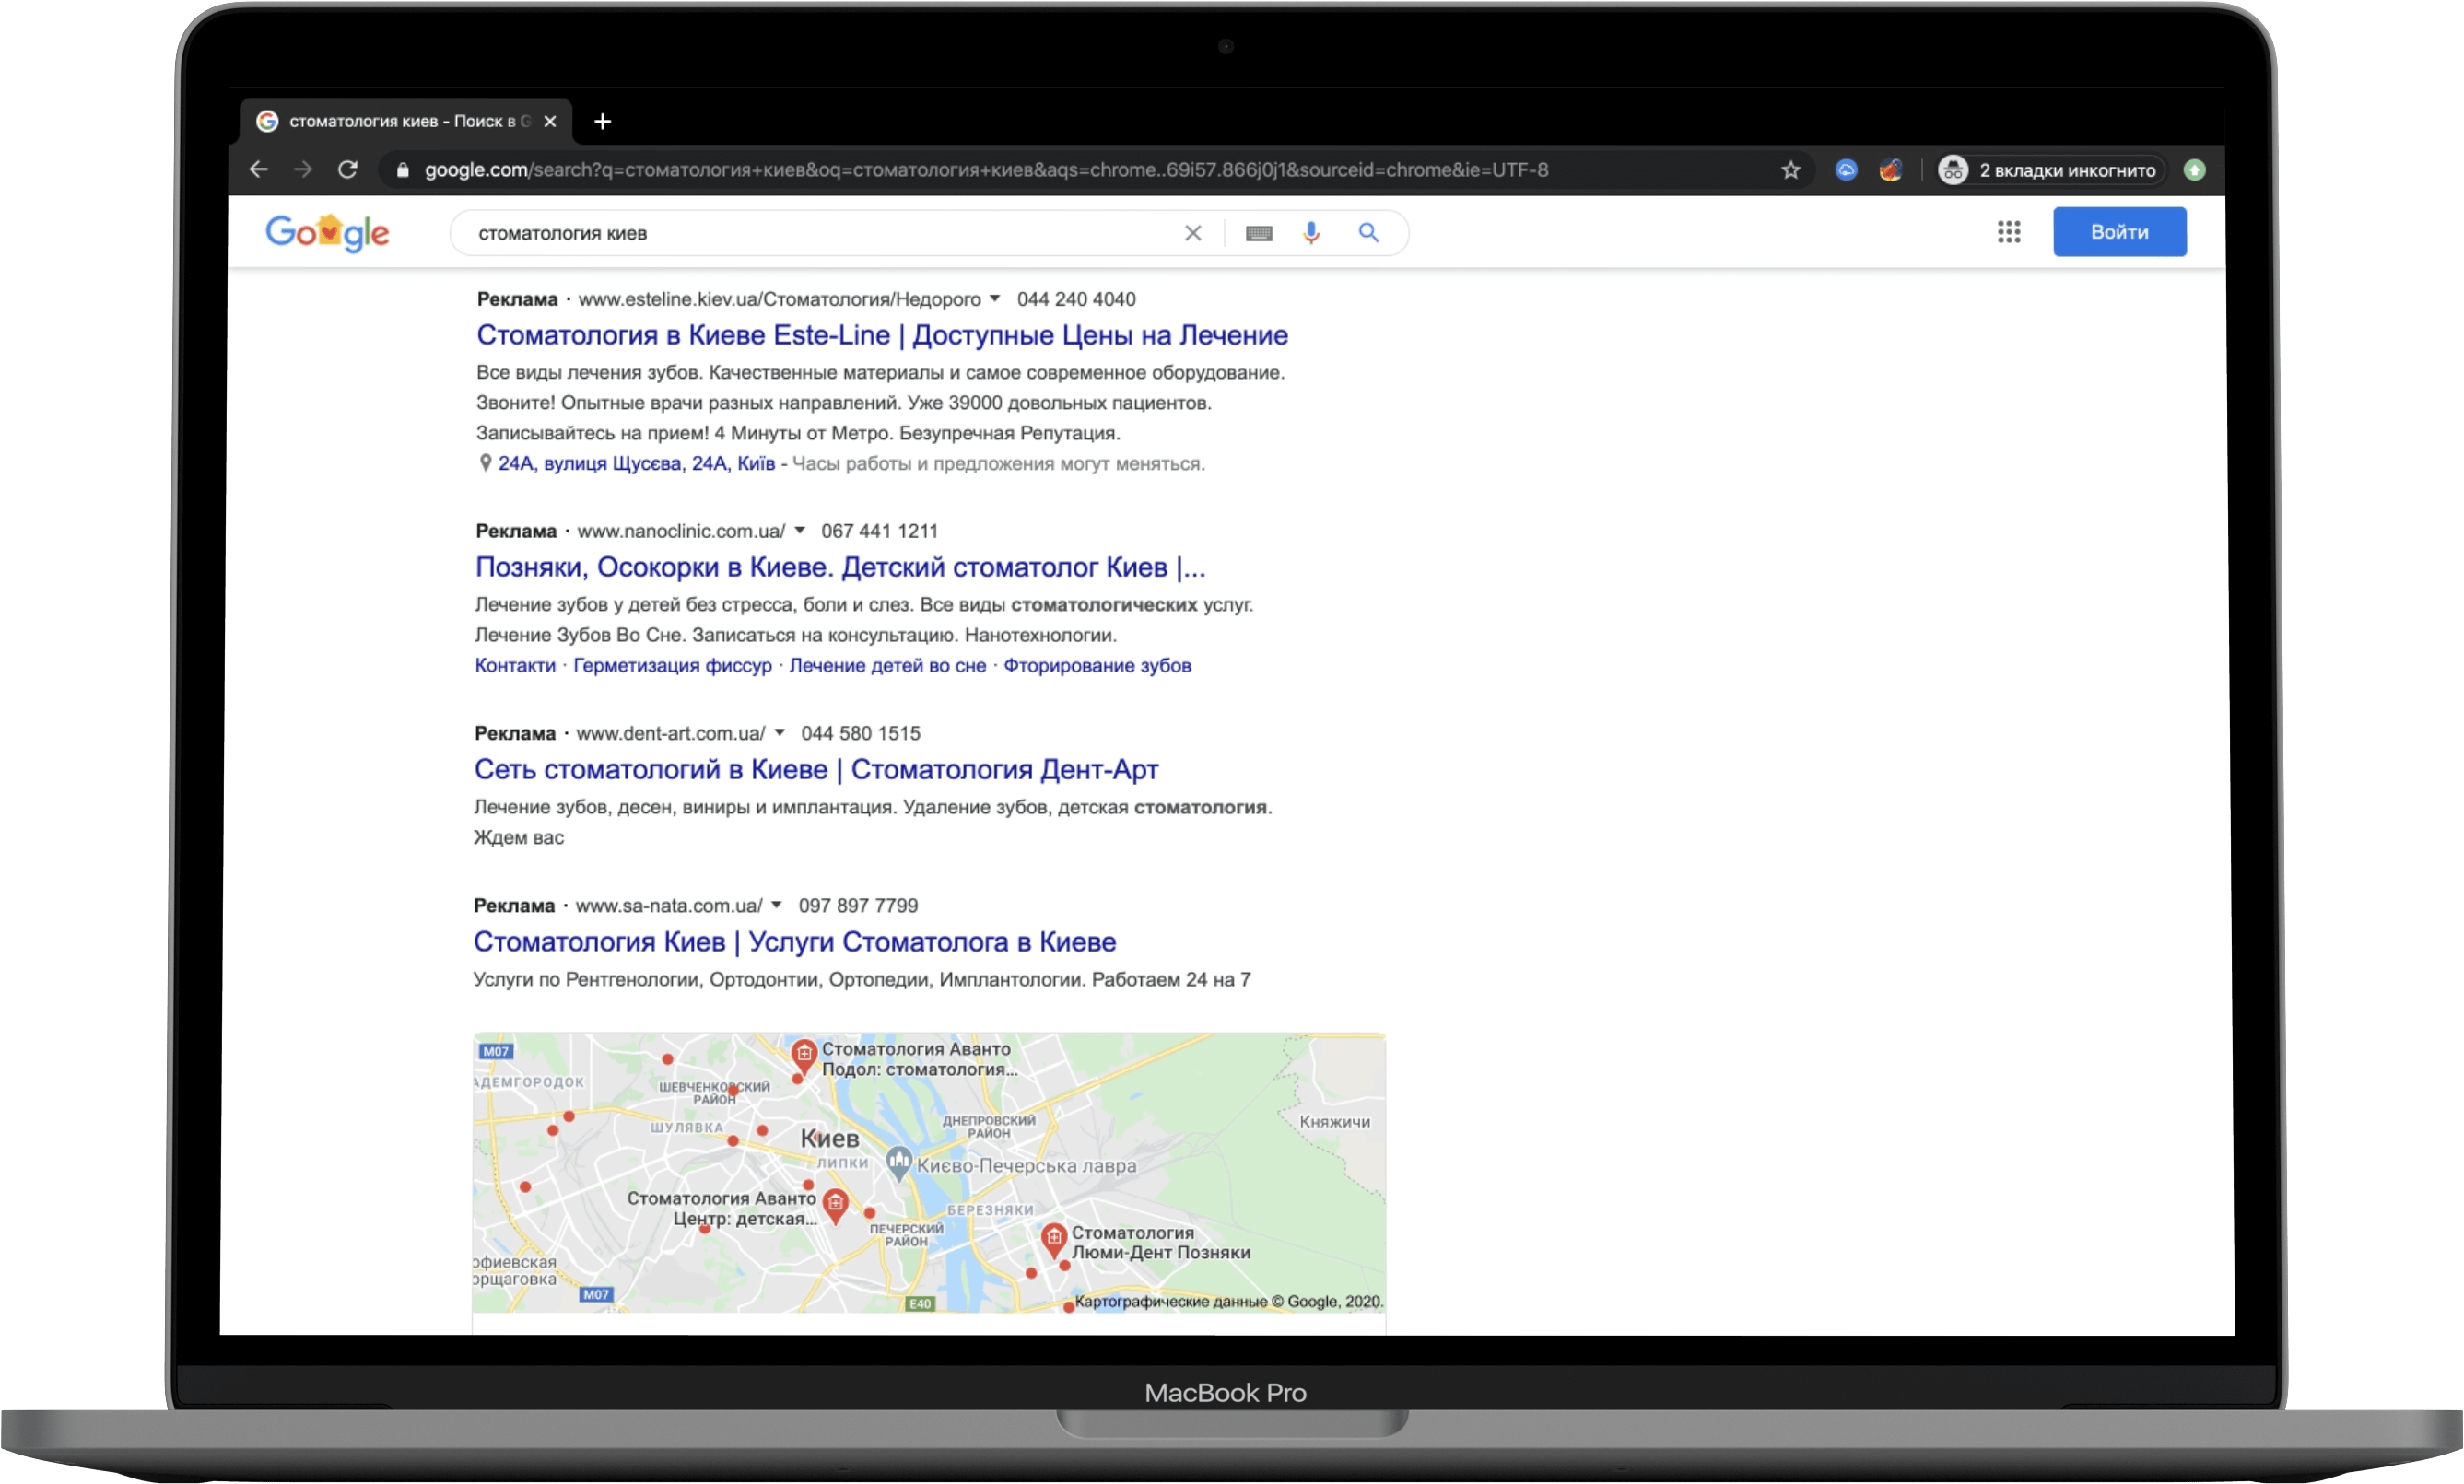 стоматология киев - Поиск в G
google.com/search?q=стоматология+киев&oq=стоматология+киев&aqs=chrome..69i57.866j0j1&sourceid=chrome&ie=UTF-8
2 вкладки инкогнито
Google
стоматология киев
Войти
Реклама · www.esteline.kiev.ua/Стоматология/Недорого 044 240 4040
Стоматология в Киеве Este-Line | Доступные Цены на Лечение
Все виды лечения зубов. Качественные материалы и самое современное оборудование.
Звоните! Опытные врачи разных направлений. Уже 39000 довольных пациентов.
Записывайтесь на прием! 4 Минуты от Метро. Безупречная Репутация.
24А, вулиця Щусєва, 24А, Київ - Часы работы и предложения могут меняться.
Реклама · www.nanoclinic.com.ua/ 067 441 1211
Позняки, Осокорки в Киеве. Детский стоматолог Киев |...
Лечение зубов у детей без стресса, боли и слез. Все виды стоматологических услуг.
Лечение Зубов Во Сне. Записаться на консультацию. Нанотехнологии.
Контакти · Герметизация фиссур · Лечение детей во сне · Фторирование зубов
Реклама · www.dent-art.com.ua/ 044 580 1515
Сеть стоматологий в Киеве | Стоматология Дент-Арт
Лечение зубов, десен, виниры и имплантация. Удаление зубов, детская стоматология.
Ждем вас
Реклама · www.sa-nata.com.ua/ 097 897 7799
Стоматология Киев | Услуги Стоматолога в Киеве
Услуги по Рентгенологии, Ортодонтии, Ортопедии, Имплантологии. Работаем 24 на 7
M07
Стоматология Аванто
Подол: стоматология...
АДЕМГОРОДОК
ШЕВЧЕНКОВСКИЙ
РАЙОН
ШУЛЯВКА
ДНЕПРОВСКИЙ
РАЙОН
Княжичи
Киев
ЛИПКИ
Києво-Печерська лавра
Стоматология Аванто
Центр: детская...
БЕРЕЗНЯКИ
ПЕЧЕРСКИЙ
РАЙОН
Стоматология
Люми-Дент Позняки
офиевская
орщаговка
M07
E40
Картографические данные © Google, 2020.
MacBook Pro